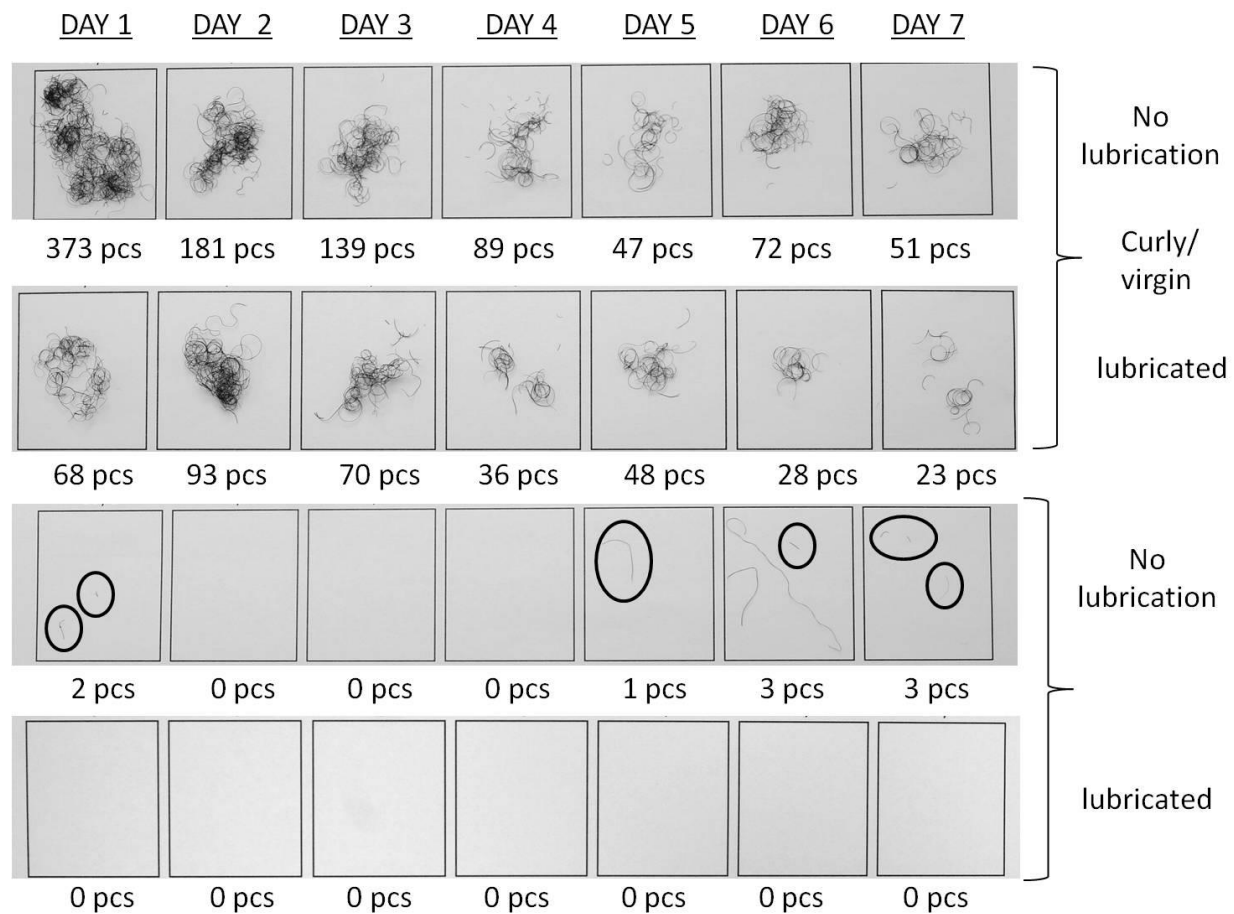 DAY 1 DAY 2 DAY 3 DAY 4 DAY 5 DAY 6 DAY 7
No
lubrication
373 pcs 181 pcs 139 pcs 89 pcs 47 pcs 72 pcs 51 pcs
Curly/
virgin
lubricated
68 pcs 93 pcs 70 pcs 36 pcs 48 pcs 28 pcs 23 pcs
No
lubrication
2 pcs 0 pcs 0 pcs 0 pcs 1 pcs 3 pcs 3 pcs
lubricated
0 pcs 0 pcs 0 pcs 0 pcs 0 pcs 0 pcs 0 pcs